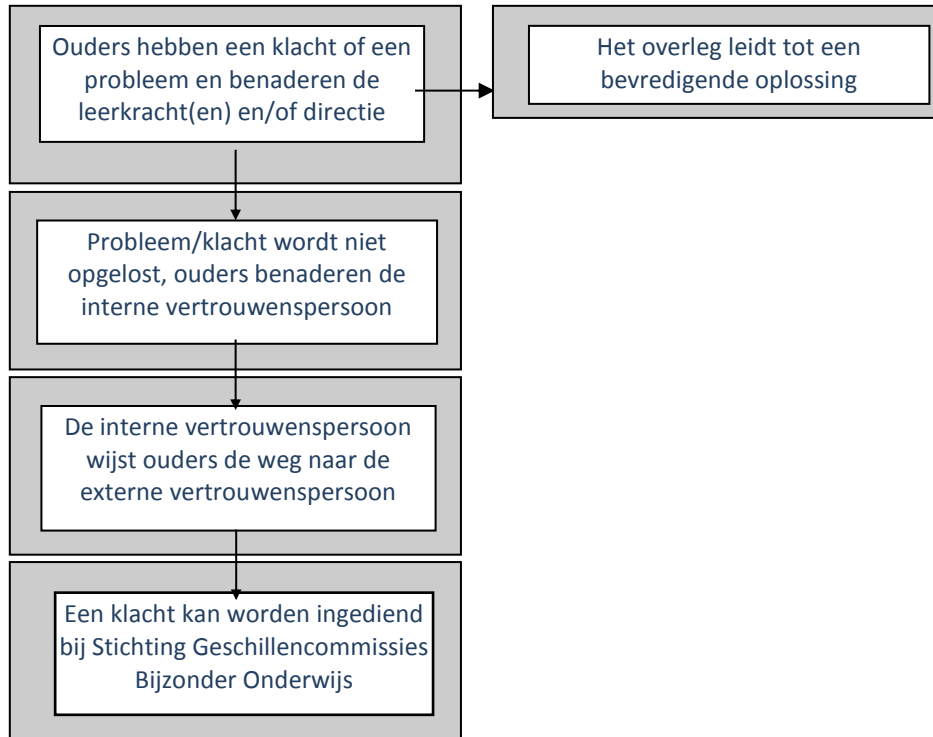 Ouders hebben een klacht of een
probleem en benaderen de
leerkracht(en) en/of directie
Het overleg leidt tot een
bevredigende oplossing
Probleem/klacht wordt niet
opgelost, ouders benaderen de
interne vertrouwenspersoon
De interne vertrouwenspersoon
wijst ouders de weg naar de
externe vertrouwenspersoon
Een klacht kan worden ingediend
bij Stichting Geschillencommissies
Bijzonder Onderwijs